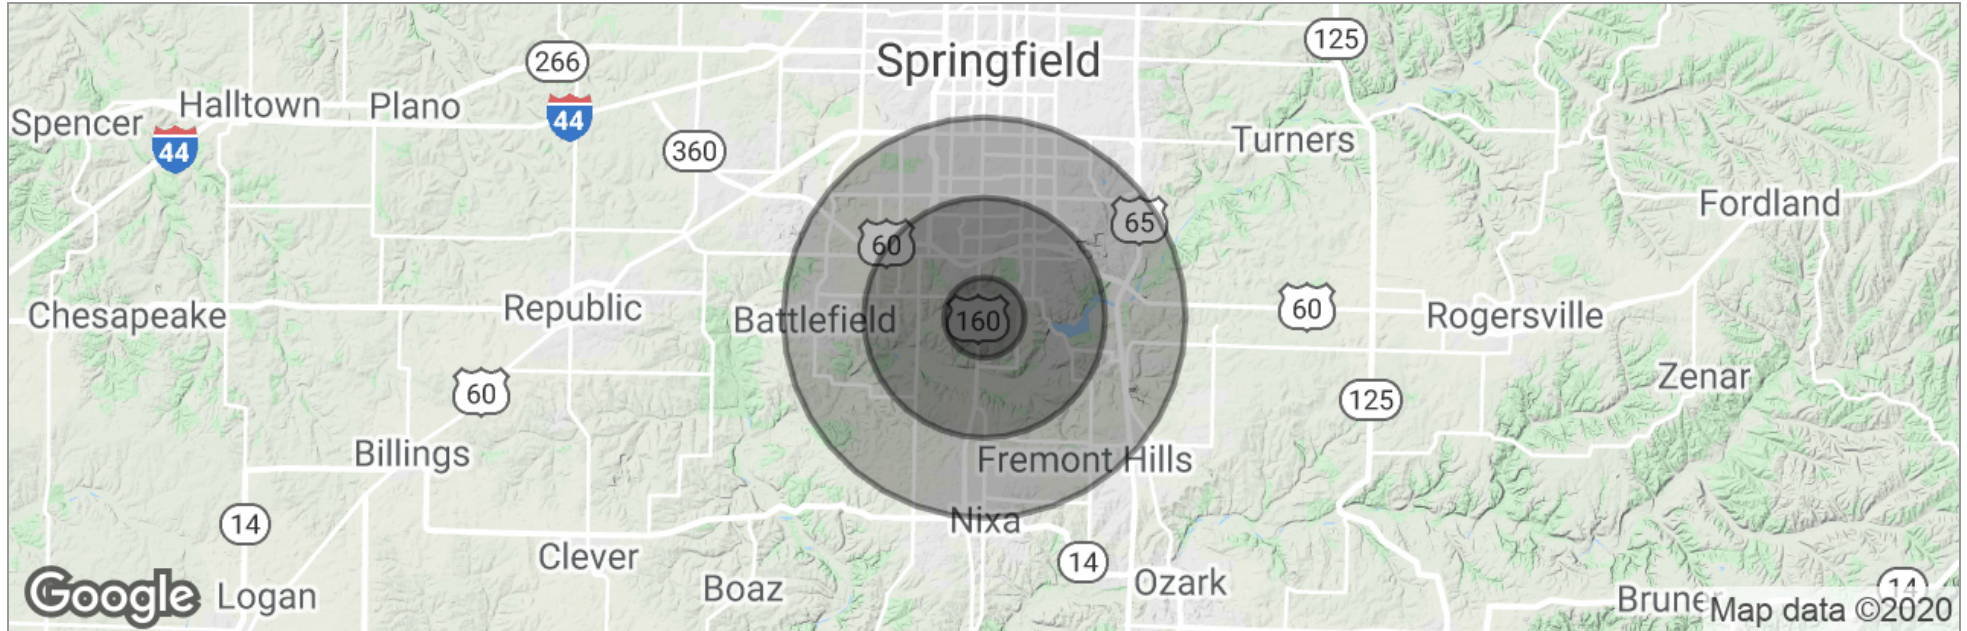 Springfield
125
266
Halltown
Plano
44
Spencer
44
360
Turners
Fordland
65
60
Chesapeake
Republic
Battlefield
160
60
Rogersville
Zenar
60
125
Billings
Fremont Hills
14
Nixa
Clever
14
Boaz
Ozark
14
Google
Logan
Map data ©2020